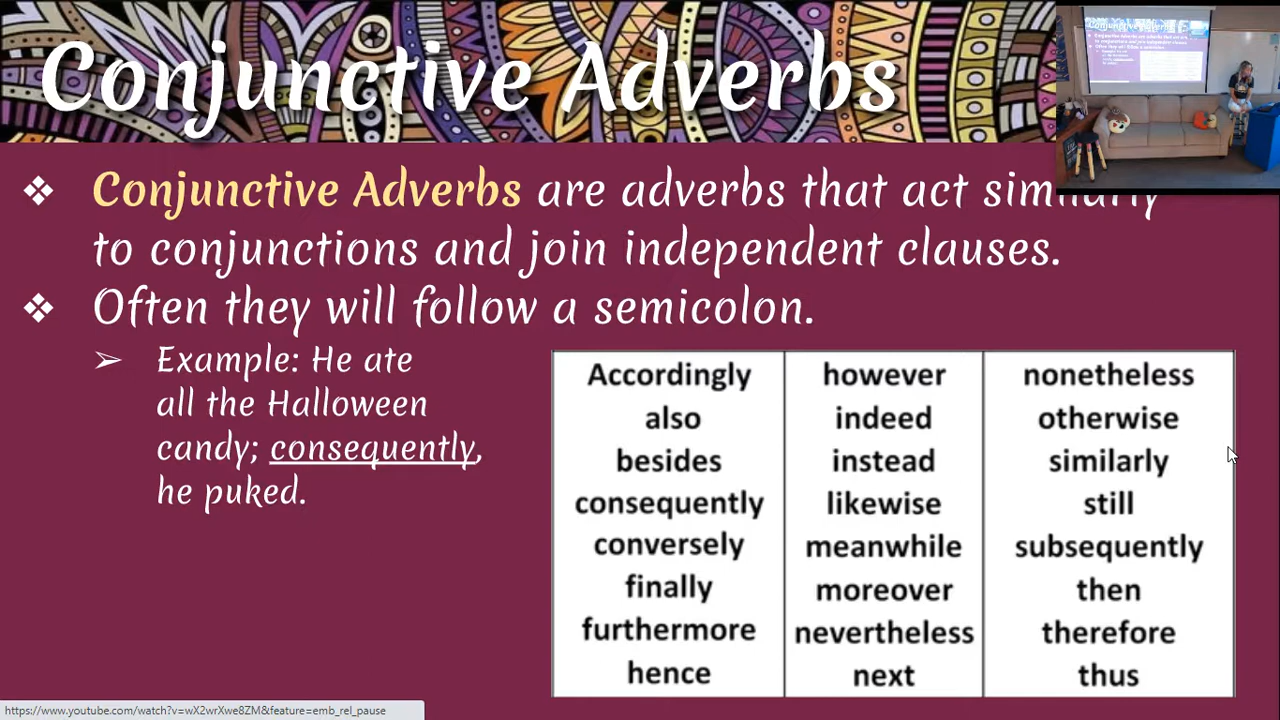 Conjunctive Adverbs
❖ Conjunctive Adverbs are adverbs that act similarly
to conjunctions and join independent clauses.
❖ Often they will follow a semicolon.
➢ Example: He ate
all the Halloween
candy; consequently,
he puked.
Accordingly however nonetheless
also indeed otherwise
besides instead similarly
consequently likewise still
conversely meanwhile subsequently
finally moreover then
furthermore nevertheless therefore
hence next thus
https://www.youtube.com/watch?v=wX2wrXwe8ZM&feature=emb_rel_pause